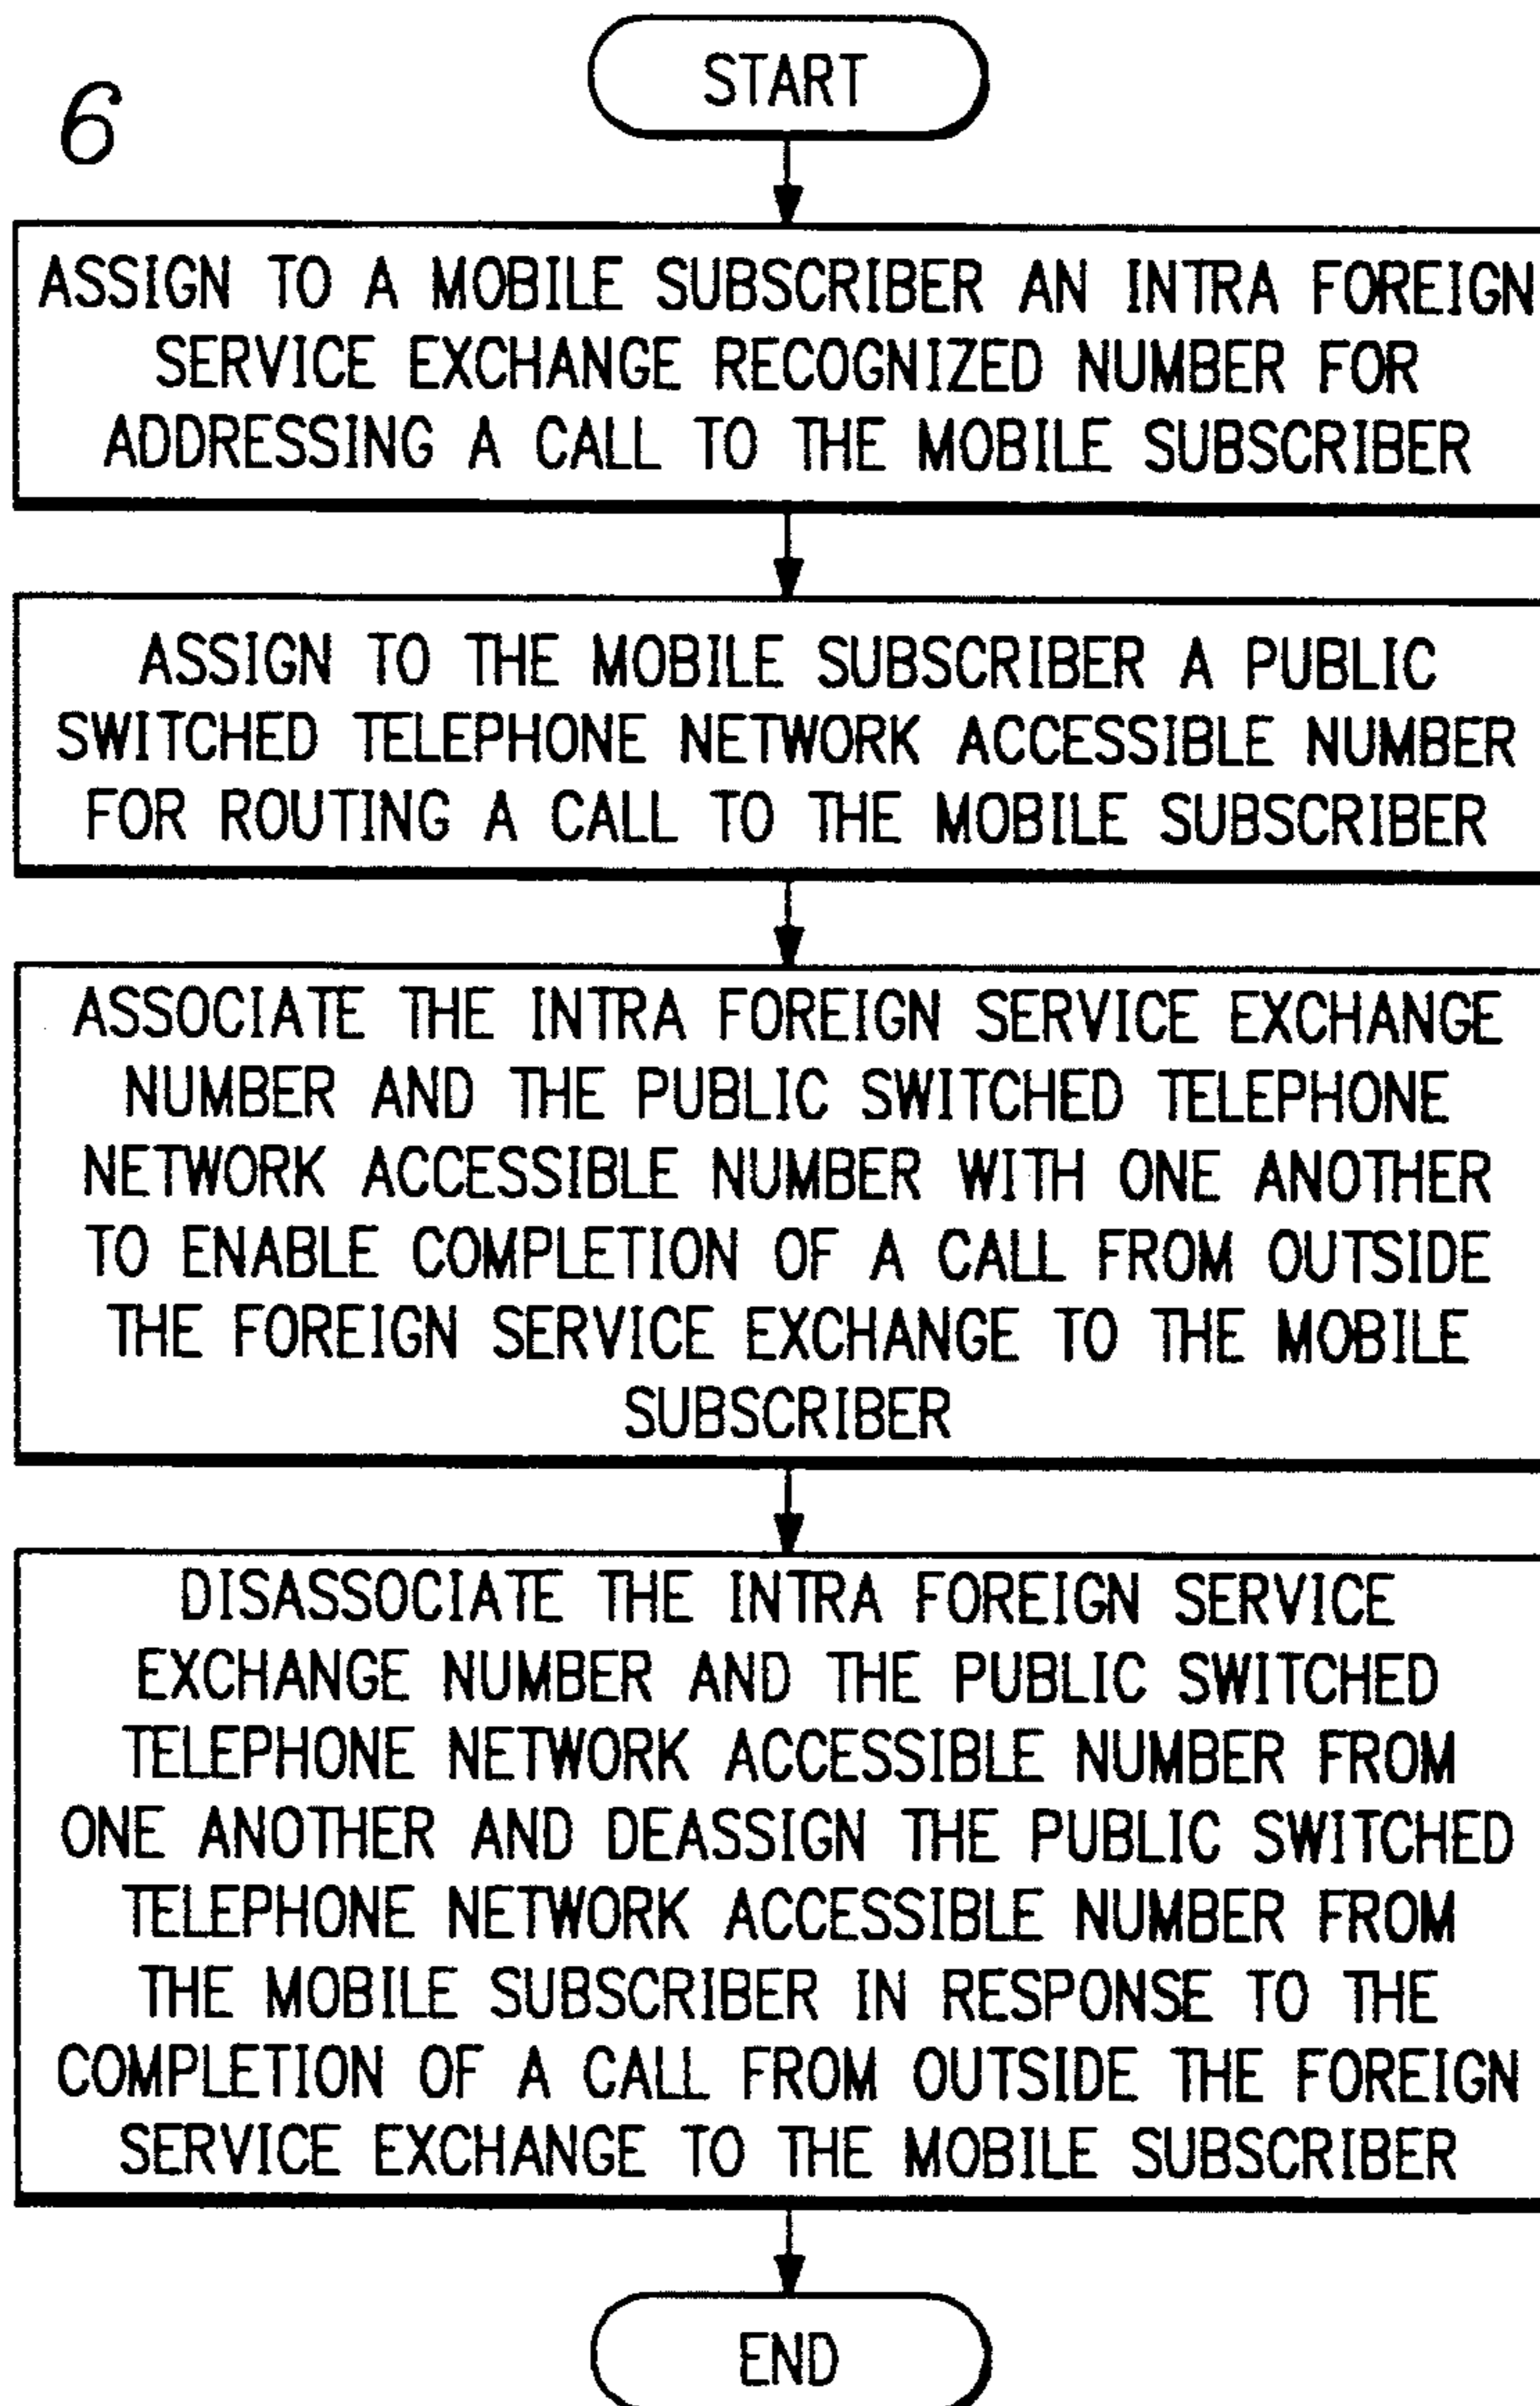 6
START
ASSIGN TO A MOBILE SUBSCRIBER AN INTRA FOREIGN
SERVICE EXCHANGE RECOGNIZED NUMBER FOR
ADDRESSING A CALL TO THE MOBILE SUBSCRIBER
ASSIGN TO THE MOBILE SUBSCRIBER A PUBLIC
SWITCHED TELEPHONE NETWORK ACCESSIBLE NUMBER
FOR ROUTING A CALL TO THE MOBILE SUBSCRIBER
ASSOCIATE THE INTRA FOREIGN SERVICE EXCHANGE
NUMBER AND THE PUBLIC SWITCHED TELEPHONE
NETWORK ACCESSIBLE NUMBER WITH ONE ANOTHER
TO ENABLE COMPLETION OF A CALL FROM OUTSIDE
THE FOREIGN SERVICE EXCHANGE TO THE MOBILE
SUBSCRIBER
DISASSOCIATE THE INTRA FOREIGN SERVICE
EXCHANGE NUMBER AND THE PUBLIC SWITCHED
TELEPHONE NETWORK ACCESSIBLE NUMBER FROM
ONE ANOTHER AND DEASSIGN THE PUBLIC SWITCHED
TELEPHONE NETWORK ACCESSIBLE NUMBER FROM
THE MOBILE SUBSCRIBER IN RESPONSE TO THE
COMPLETION OF A CALL FROM OUTSIDE THE FOREIGN
SERVICE EXCHANGE TO THE MOBILE SUBSCRIBER
END